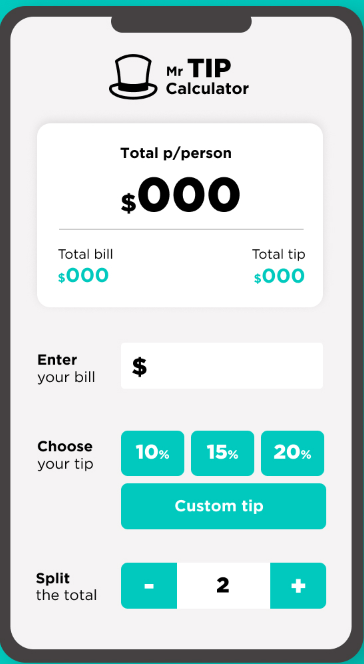 Mr TIP
Calculator
Total p/person
$000
Total bill
Total tip
$000
$000
Enter
your bill
$
Choose
your tip
10%
15%
20%
Custom tip
Split
the total
-
2
+